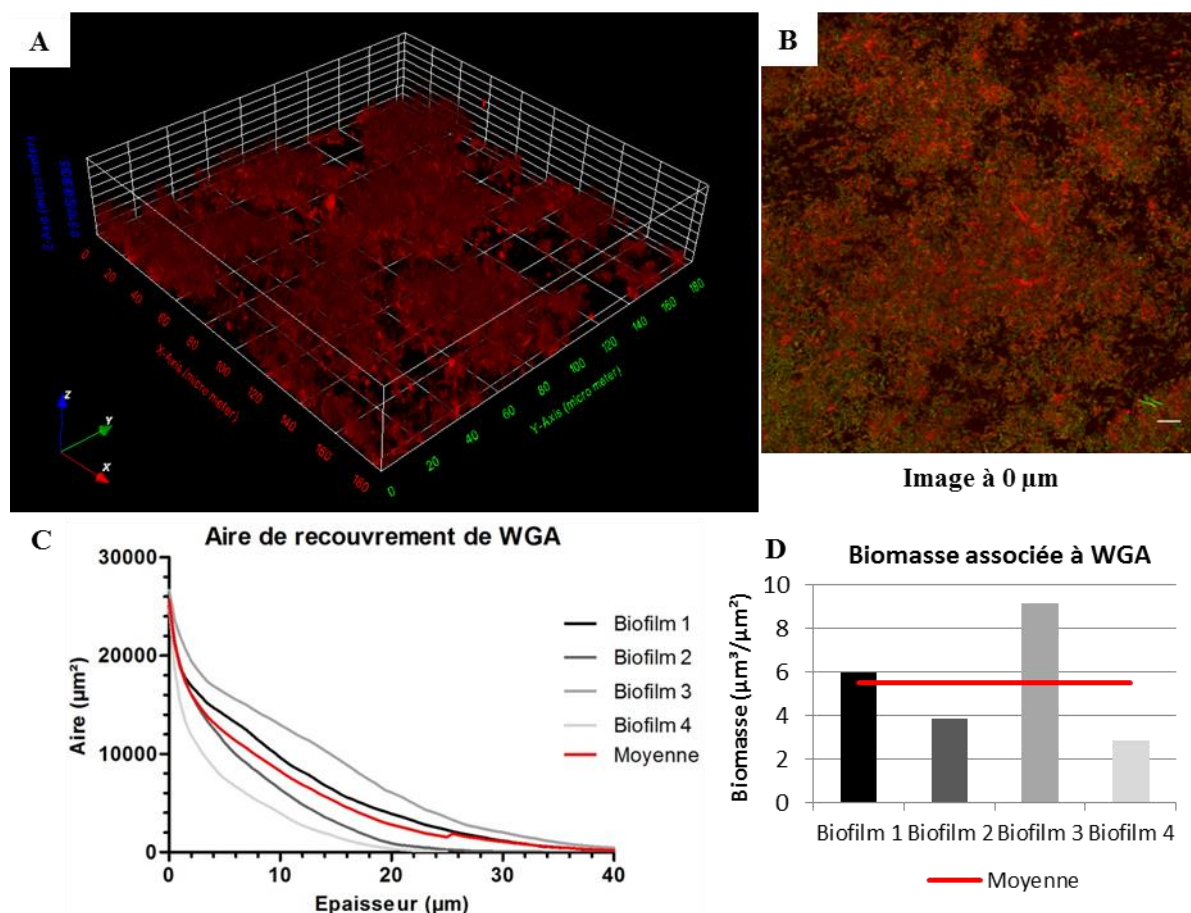 A
B
Z-Axis (micro meter)
0
20
40
60
80
100
120
140
160
180
X-Axis (micro meter)
0
20
40
60
80
100
120
140
160
180
Y-Axis (micro meter)
Z
Y
X
Image à 0 µm
C
Aire de recouvrement de WGA
30000
20000
10000
0
Aire (µm²)
0
20
40
Epaisseur (µm)
Biofilm 1
Biofilm 2
Biofilm 3
Biofilm 4
Moyenne
D
Biomasse associée à WGA
10
8
6
4
2
0
Biomasse (µm³/µm²)
Biofilm 1 Biofilm 2 Biofilm 3 Biofilm 4
Moyenne